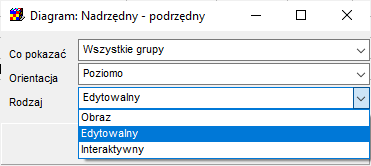 Diagram: Nadrzędny - podrzędny
Co pokazać Wszystkie grupy
Orientacja Poziomo
Rodzaj Edytowalny
Obraz
Edytowalny
Interaktywny